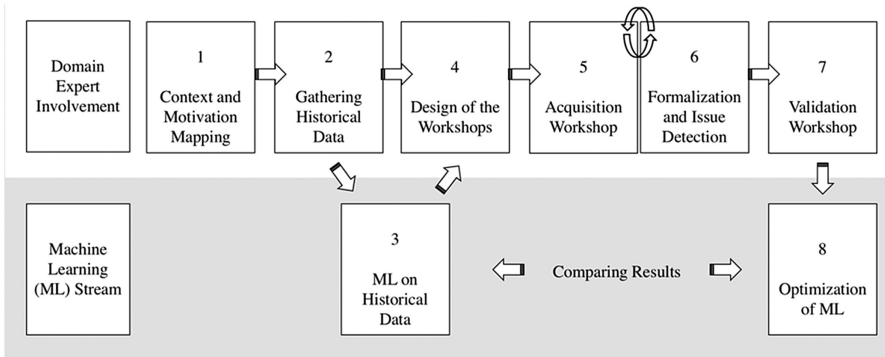 Domain
Expert
Involvement
1
Context and
Motivation
Mapping
2
Gathering
Historical
Data
4
Design of the
Workshops
5
Acquisition
Workshop
6
Formalization
and Issue
Detection
7
Validation
Workshop
Machine
Learning
(ML) Stream
3
ML on
Historical
Data
Comparing Results
8
Optimization
of ML